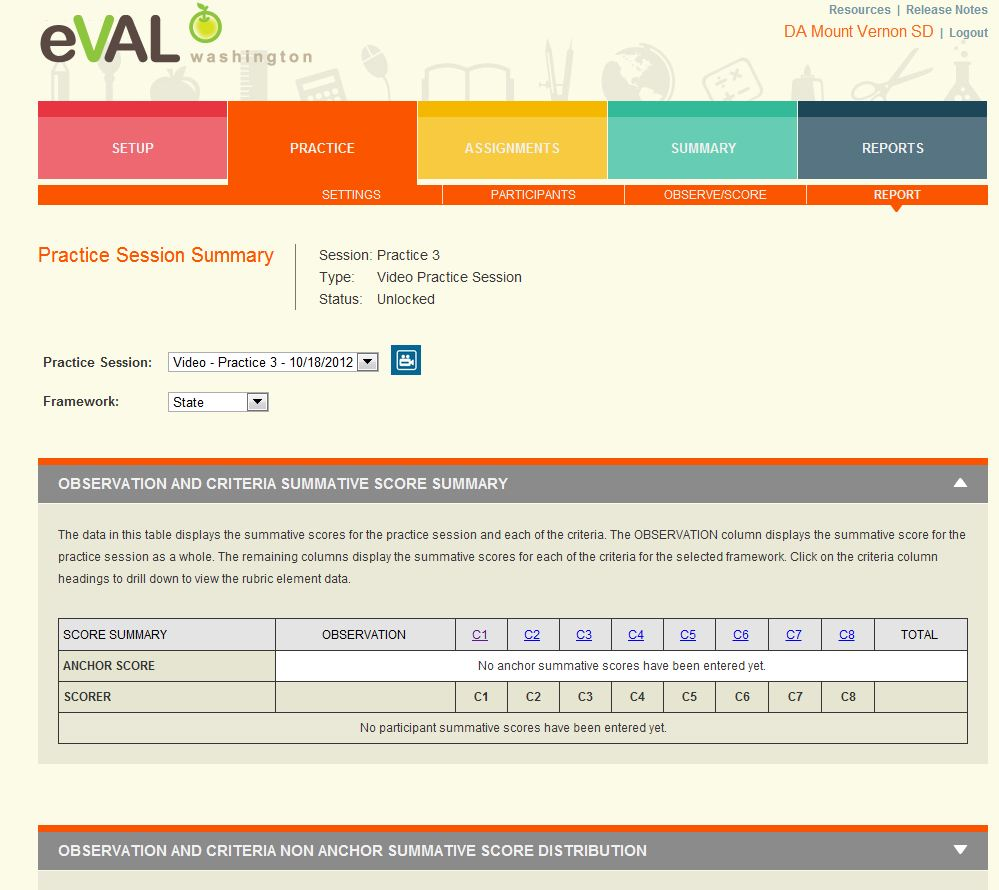 Resources | Release Notes
eVAL washington
DA Mount Vernon SD | Logout
SETUP PRACTICE ASSIGNMENTS SUMMARY REPORTS
SETTINGS PARTICIPANTS OBSERVE/SCORE REPORT
Practice Session Summary
Session: Practice 3
Type: Video Practice Session
Status: Unlocked
Practice Session: Video - Practice 3 - 10/18/2012
Framework: State
OBSERVATION AND CRITERIA SUMMATIVE SCORE SUMMARY
The data in this table displays the summative scores for the practice session and each of the criteria. The OBSERVATION column displays the summative score for the
practice session as a whole. The remaining columns display the summative scores for each of the criteria for the selected framework. Click on the criteria column
headings to drill down to view the rubric element data.
SCORE SUMMARY OBSERVATION C1 C2 C3 C4 C5 C6 C7 C8 TOTAL
ANCHOR SCORE No anchor summative scores have been entered yet.
SCORER C1 C2 C3 C4 C5 C6 C7 C8
No participant summative scores have been entered yet.
OBSERVATION AND CRITERIA NON ANCHOR SUMMATIVE SCORE DISTRIBUTION